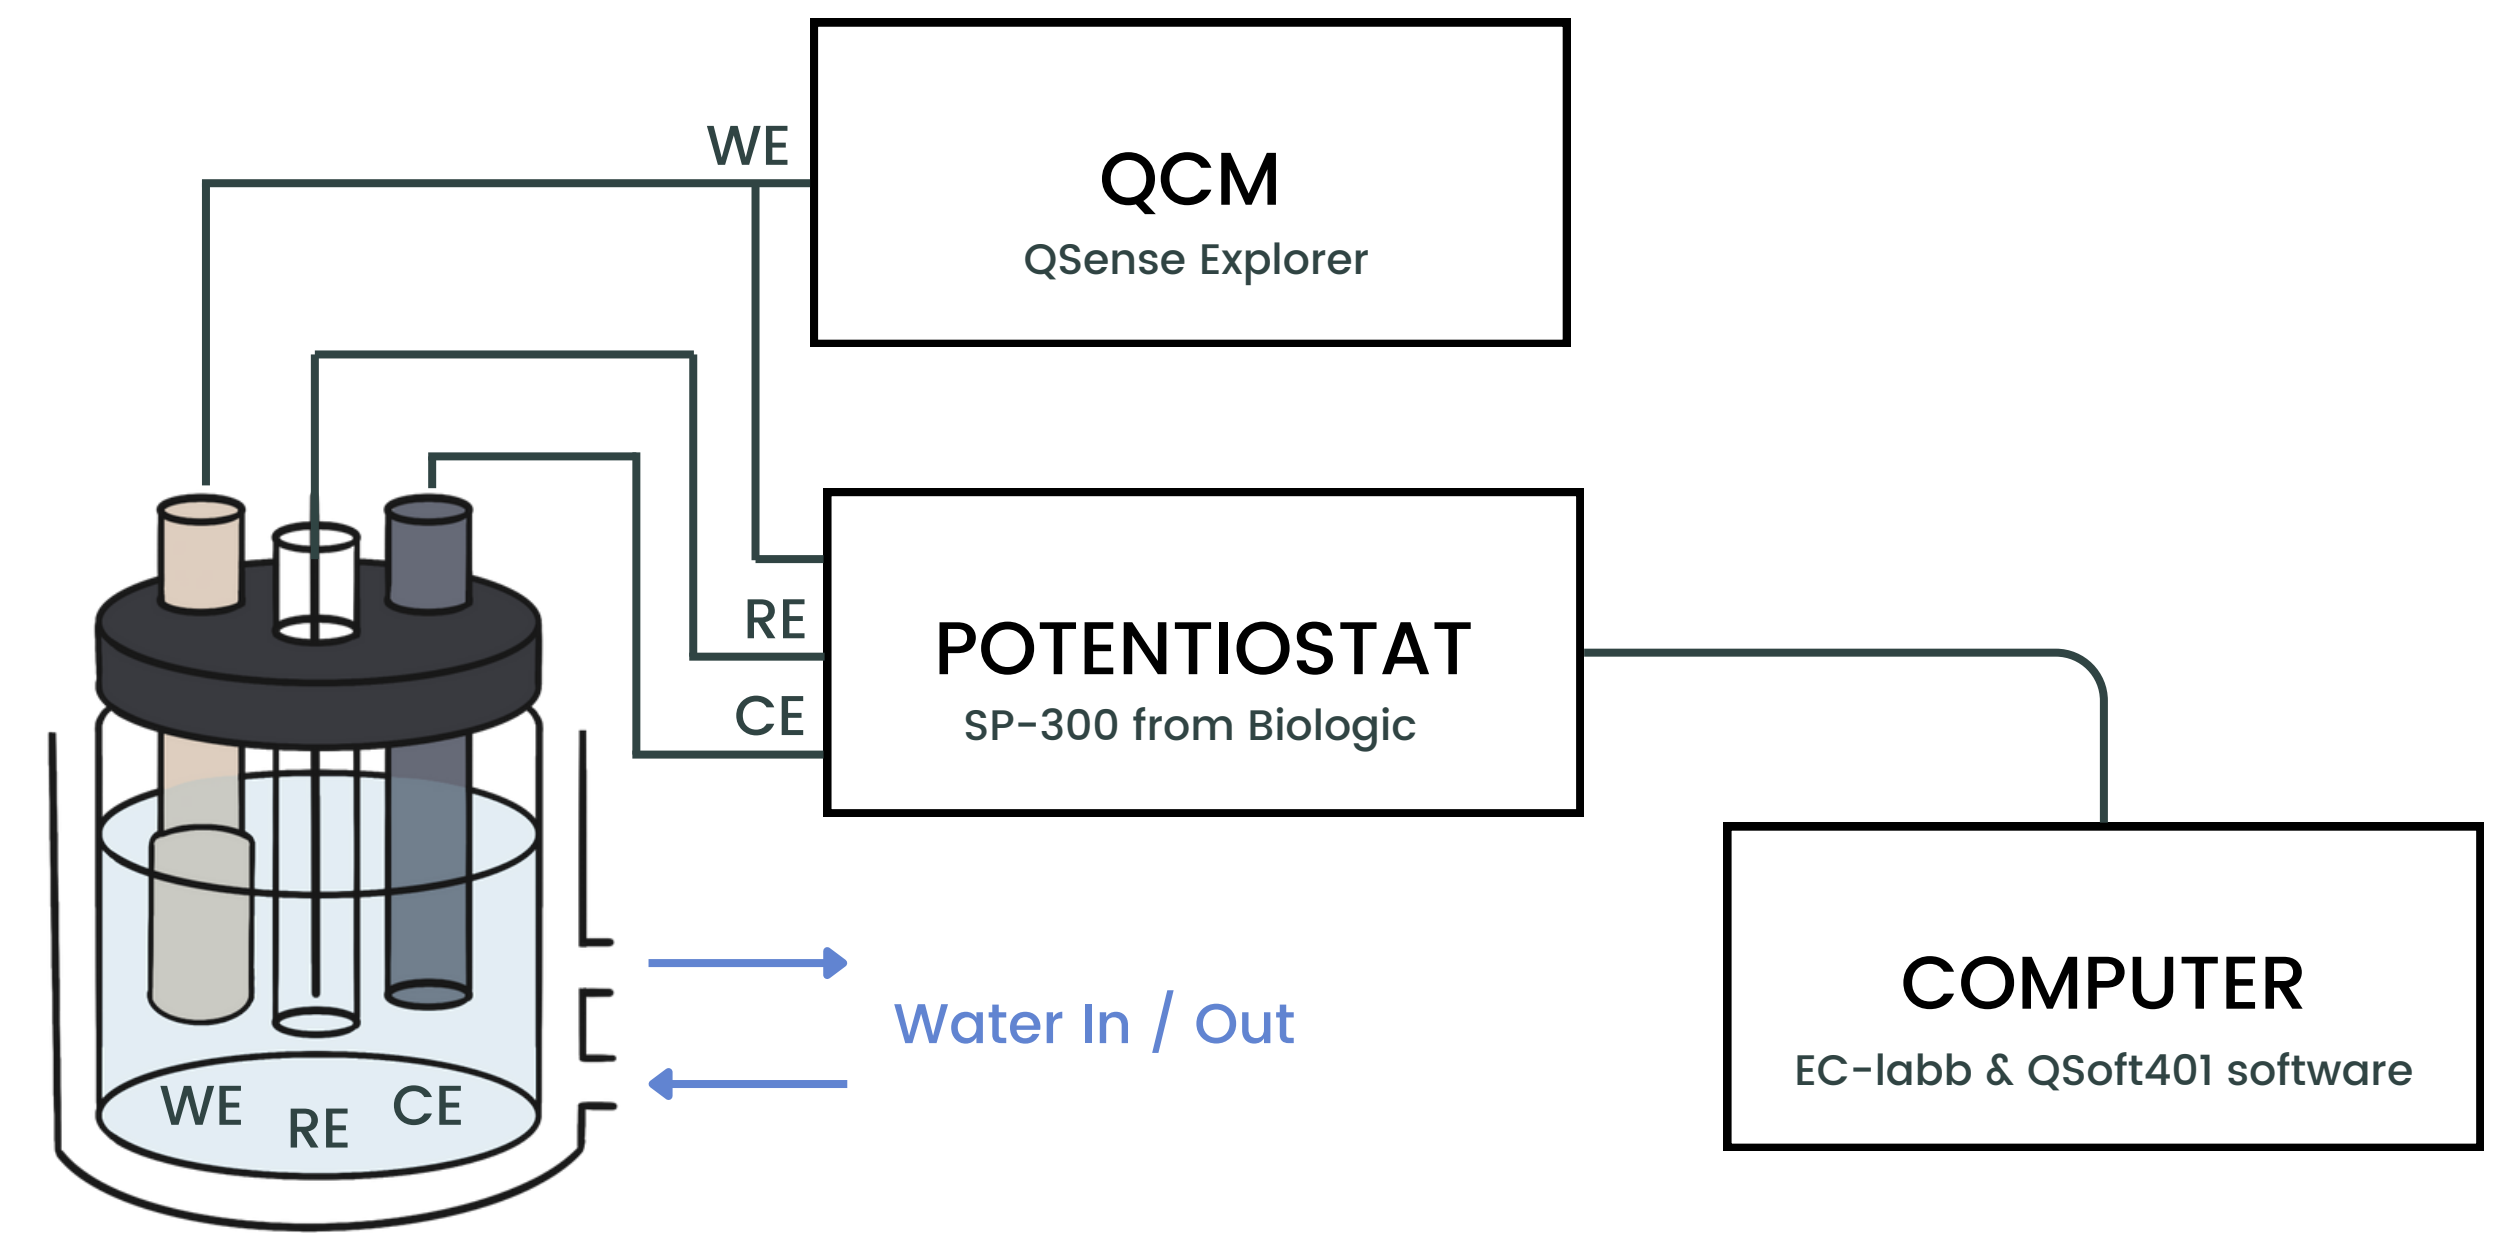 WE
QCM
QSense Explorer
RE
POTENTIOSTAT
CE
SP-300 from Biologic
COMPUTER
Water In / Out
EC-labb & QSoft401 software
WE
RE
CE